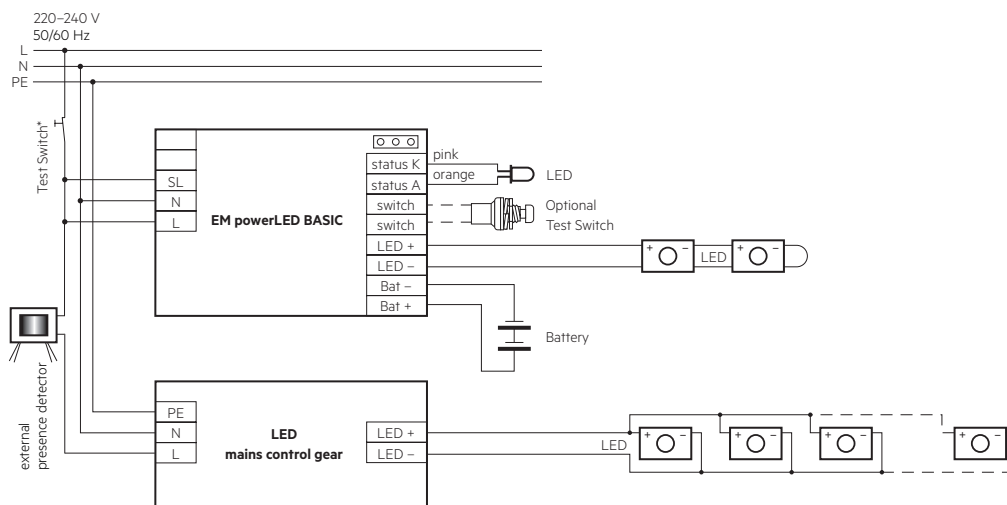 220–240 V
50/60 Hz
L
N
PE
Test Switch*
SL
N
L
EM powerLED BASIC
status K
status A
switch
switch
LED +
LED –
Bat –
Bat +
pink
orange
LED
Optional
Test Switch
+ –
LED
+ –
Battery
external
presence detector
PE
N
L
LED
mains control gear
LED +
LED –
LED
+ –
+ –
+ –
+ –